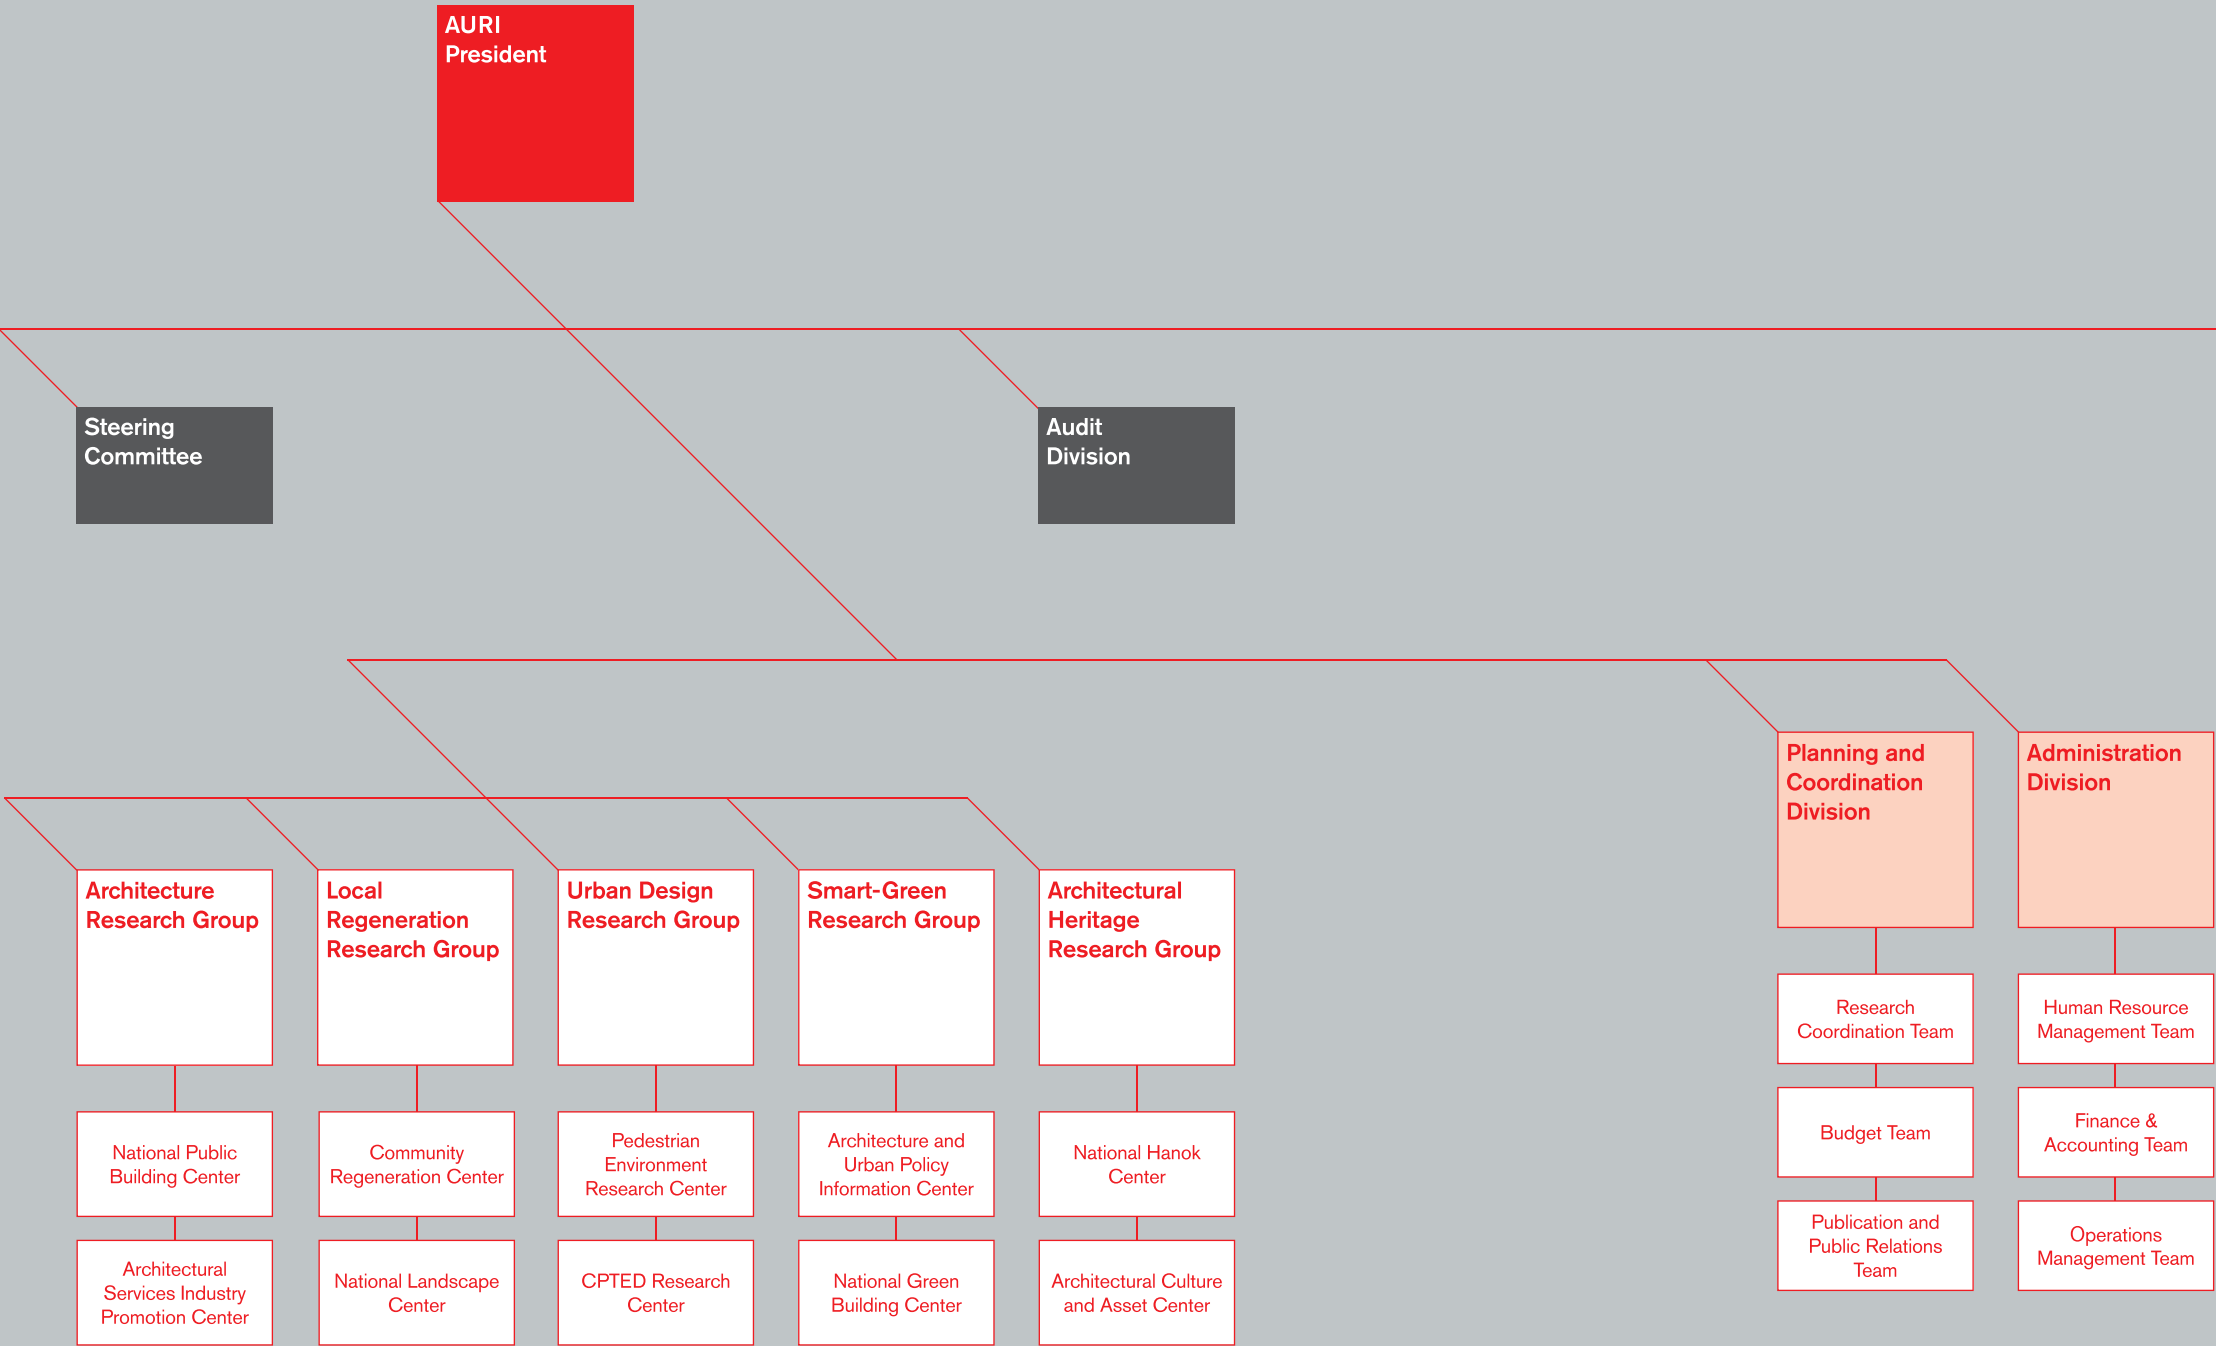 AURI
President
Steering
Committee
Audit
Division
Planning and
Coordination
Division
Administration
Division
Architecture
Research Group
Local
Regeneration
Research Group
Urban Design
Research Group
Smart-Green
Research Group
Architectural
Heritage
Research Group
Research
Coordination Team
Human Resource
Management Team
Budget Team
Finance &
Accounting Team
Publication and
Public Relations
Team
Operations
Management Team
National Public
Building Center
Community
Regeneration Center
Pedestrian
Environment
Research Center
Architecture and
Urban Policy
Information Center
National Hanok
Center
Architectural
Services Industry
Promotion Center
National Landscape
Center
CPTED Research
Center
National Green
Building Center
Architectural Culture
and Asset Center